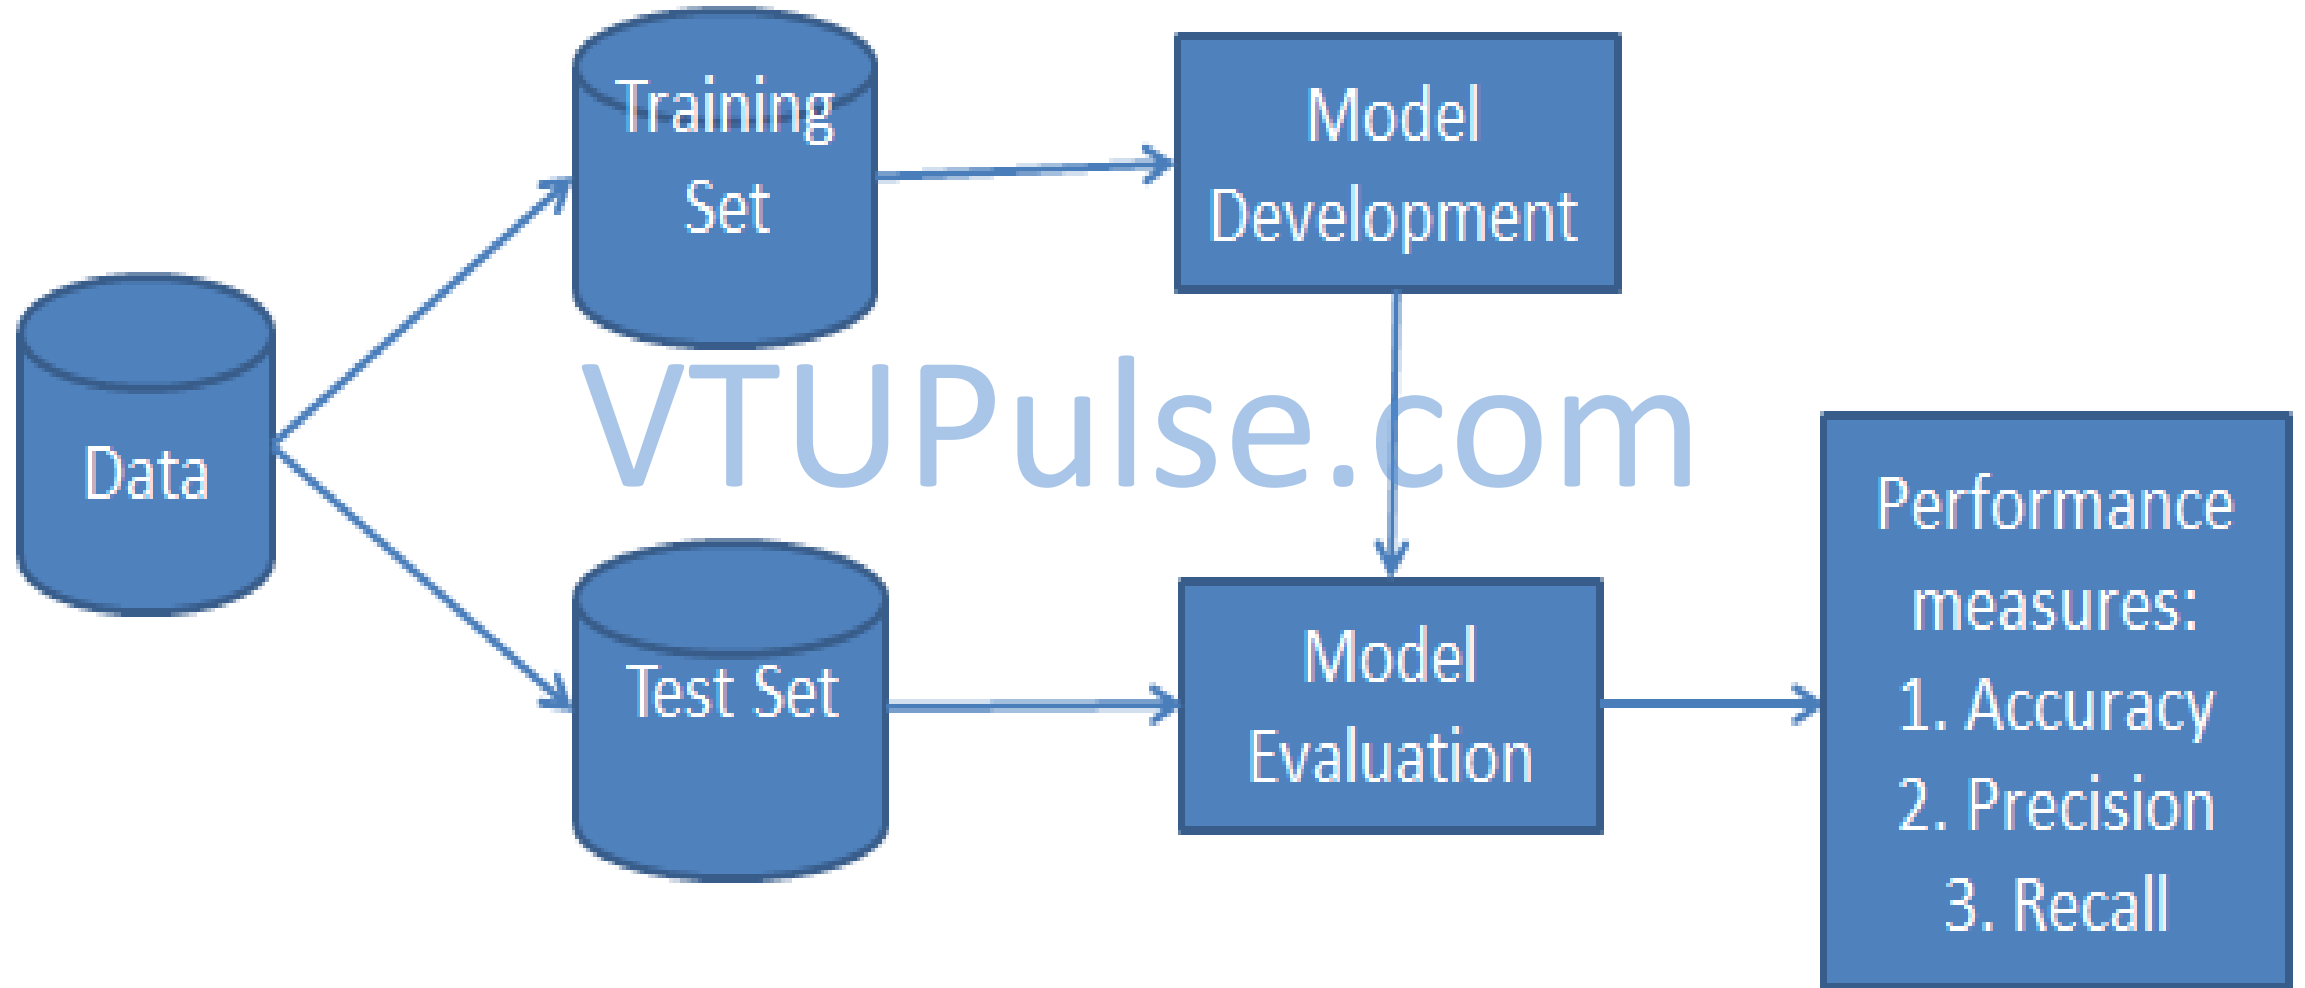 Training
Set
Model
Development
Data
VTUPulse.com
Test Set
Model
Evaluation
Performance
measures:
1. Accuracy
2. Precision
3. Recall